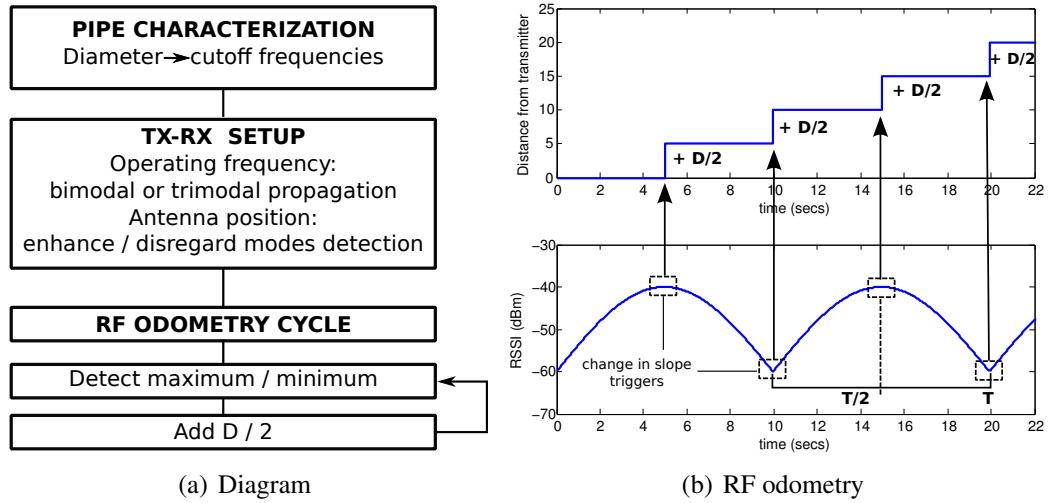 PIPE CHARACTERIZATION
Diameter→cutoff frequencies
TX-RX SETUP
Operating frequency:
bimodal or trimodal propagation
Antenna position:
enhance / disregard modes detection
RF ODOMETRY CYCLE
Detect maximum / minimum
Add D / 2
(a) Diagram
Distance from transmitter
25
20
15
10
5
0
+ D/2
+ D/2
+ D/2
+ D/2
0 2 4 6 8 10 12 14 16 18 20 22
time (secs)
RSSI (dBm)
−30
−40
−50
−60
−70
change in slope
triggers
T/2
T
0 2 4 6 8 10 12 14 16 18 20 22
time (secs)
(b) RF odometry